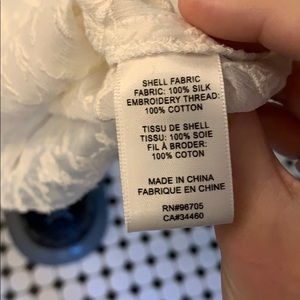 SHELL FABRIC
FABRIC: 100% SILK
EMBROIDERY THREAD:
100% COTTON
TISSU DE SHELL
TISSU: 100% SOIE
FIL À BRODER:
100% COTON
MADE IN CHINA
FABRIQUE EN CHINE
RN#96705
CA#34460